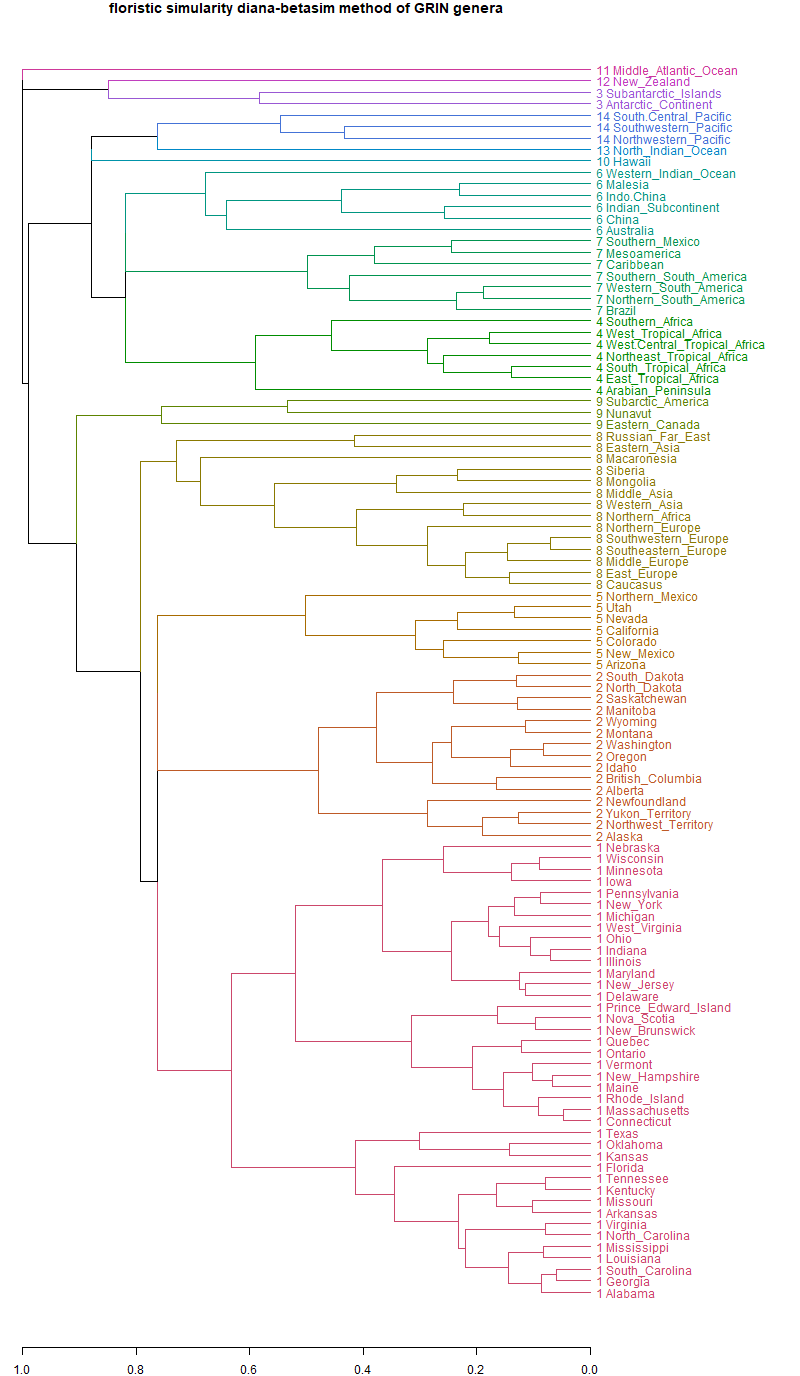 floristic simularity diana-betasim method of GRIN genera
11 Middle_Atlantic_Ocean
12 New_Zealand
3 Subantarctic_Islands
3 Antarctic_Continent
14 South.Central_Pacific
14 Southwestern_Pacific
14 Northwestern_Pacific
13 North_Indian_Ocean
10 Hawaii
6 Western_Indian_Ocean
6 Malesia
6 Indo.China
6 Indian_Subcontinent
6 China
6 Australia
7 Southern_Mexico
7 Mesoamerica
7 Caribbean
7 Southern_South_America
7 Western_South_America
7 Northern_South_America
7 Brazil
4 Southern_Africa
4 West_Tropical_Africa
4 West.Central_Tropical_Africa
4 Northeast_Tropical_Africa
4 South_Tropical_Africa
4 East_Tropical_Africa
4 Arabian_Peninsula
9 Subarctic_America
9 Nunavut
9 Eastern_Canada
8 Russian_Far_East
8 Eastern_Asia
8 Macaronesia
8 Siberia
8 Mongolia
8 Middle_Asia
8 Western_Asia
8 Northern_Africa
8 Northern_Europe
8 Southwestern_Europe
8 Southeastern_Europe
8 Middle_Europe
8 East_Europe
8 Caucasus
5 Northern_Mexico
5 Utah
5 Nevada
5 California
5 Colorado
5 New_Mexico
5 Arizona
2 South_Dakota
2 North_Dakota
2 Saskatchewan
2 Manitoba
2 Wyoming
2 Montana
2 Washington
2 Oregon
2 Idaho
2 British_Columbia
2 Alberta
2 Newfoundland
2 Yukon_Territory
2 Northwest_Territory
2 Alaska
1 Nebraska
1 Wisconsin
1 Minnesota
1 Iowa
1 Pennsylvania
1 New_York
1 Michigan
1 West_Virginia
1 Ohio
1 Indiana
1 Illinois
1 Maryland
1 New_Jersey
1 Delaware
1 Prince_Edward_Island
1 Nova_Scotia
1 New_Brunswick
1 Quebec
1 Ontario
1 Vermont
1 New_Hampshire
1 Maine
1 Rhode_Island
1 Massachusetts
1 Connecticut
1 Texas
1 Oklahoma
1 Kansas
1 Florida
1 Tennessee
1 Kentucky
1 Missouri
1 Arkansas
1 Virginia
1 North_Carolina
1 Mississippi
1 Louisiana
1 South_Carolina
1 Georgia
1 Alabama
1.0 0.8 0.6 0.4 0.2 0.0